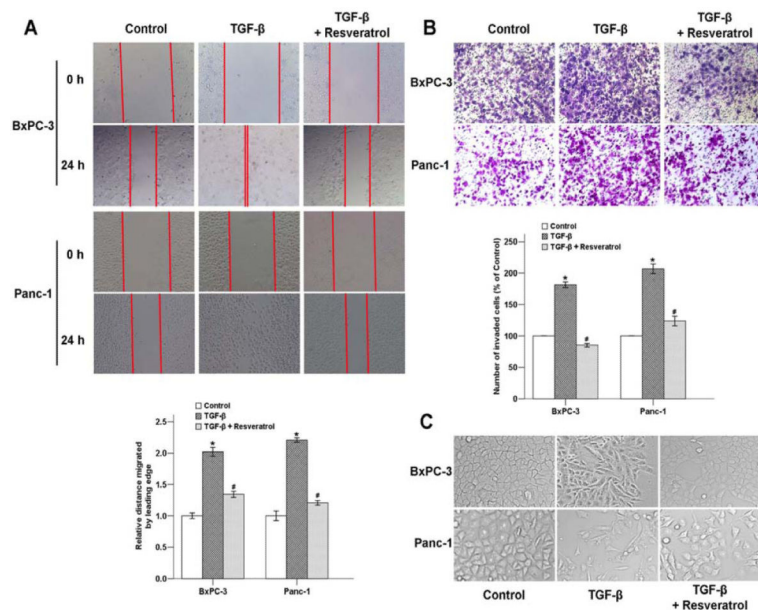 A
Control
TGF-β
TGF-β
+ Resveratrol
BxPC-3
0 h
24 h
Panc-1
0 h
24 h
Control
TGF-β
TGF-β + Resveratrol
Relative distance migrated
by leading edge
2.5
2.0
1.5
1.0
0.5
0.0
*
#
*
#
BxPC-3
Panc-1
B
Control
TGF-β
TGF-β
+ Resveratrol
BxPC-3
Panc-1
Control
TGF-β
TGF-β + Resveratrol
Number of invaded cells (% of Control)
250
200
150
100
50
0
*
#
*
#
BxPC-3
Panc-1
C
BxPC-3
Panc-1
Control
TGF-β
TGF-β
+ Resveratrol